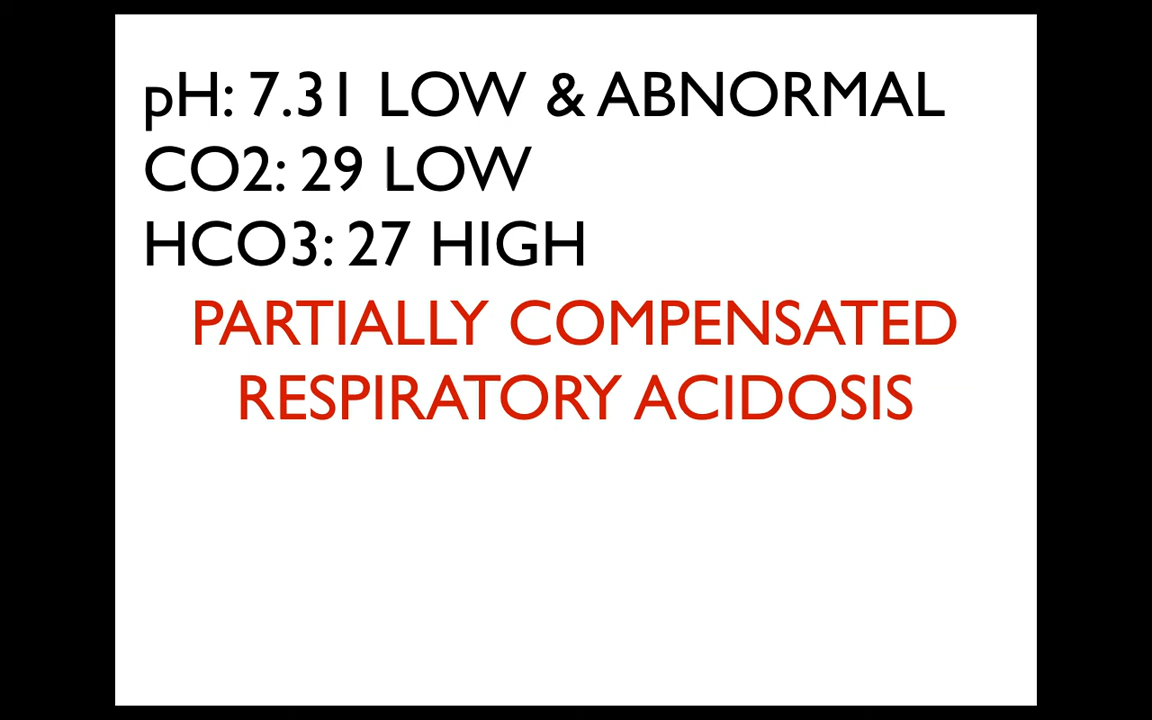 pH: 7.31 LOW & ABNORMAL
CO2: 29 LOW
HCO3: 27 HIGH
PARTIALLY COMPENSATED
RESPIRATORY ACIDOSIS